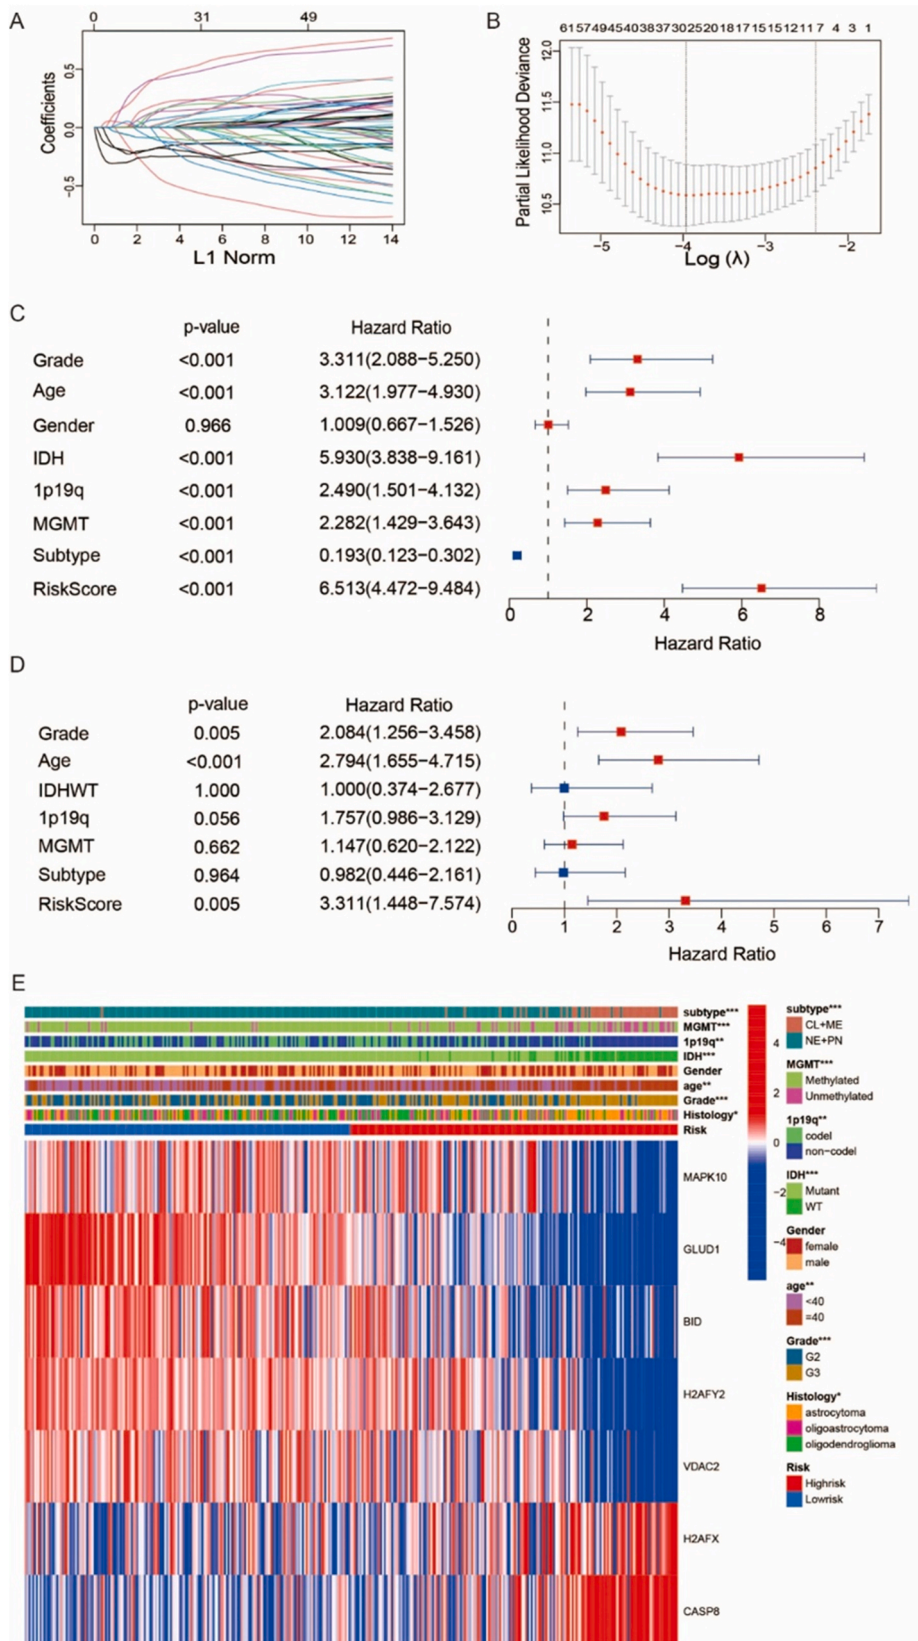 A
0 31 49
Coefficients
0.5
0.0
−0.5
0 2 4 6 8 10 12 14
L1 Norm
B
61 57 49 45 40 38 37 30 25 20 18 17 15 15 12 11 7 4 3 1
Partial Likelihood Deviance
12.0
11.5
11.0
10.5
−5 −4 −3 −2
Log (λ)
C
p-value Hazard Ratio
Grade <0.001 3.311(2.088−5.250)
Age <0.001 3.122(1.977−4.930)
Gender 0.966 1.009(0.667−1.526)
IDH <0.001 5.930(3.838−9.161)
1p19q <0.001 2.490(1.501−4.132)
MGMT <0.001 2.282(1.429−3.643)
Subtype <0.001 0.193(0.123−0.302)
RiskScore <0.001 6.513(4.472−9.484)
0 2 4 6 8
Hazard Ratio
D
p-value Hazard Ratio
Grade 0.005 2.084(1.256−3.458)
Age <0.001 2.794(1.655−4.715)
IDHWT 1.000 1.000(0.374−2.677)
1p19q 0.056 1.757(0.986−3.129)
MGMT 0.662 1.147(0.620−2.122)
Subtype 0.964 0.982(0.446−2.161)
RiskScore 0.005 3.311(1.448−7.574)
0 1 2 3 4 5 6 7
Hazard Ratio
E
subtype***
MGMT***
1p19q**
IDH***
Gender
age**
Grade***
Histology*
Risk
MAPK10
GLUD1
BID
H2AFY2
VDAC2
H2AFX
CASP8
4
2
0
−2
−4
subtype***
CL+ME
NE+PN
MGMT***
Methylated
Unmethylated
1p19q**
codel
non−codel
IDH***
Mutant
WT
Gender
female
male
age**
<40
=40
Grade***
G2
G3
Histology*
astrocytoma
oligoastrocytoma
oligodendroglioma
Risk
Highrisk
Lowrisk